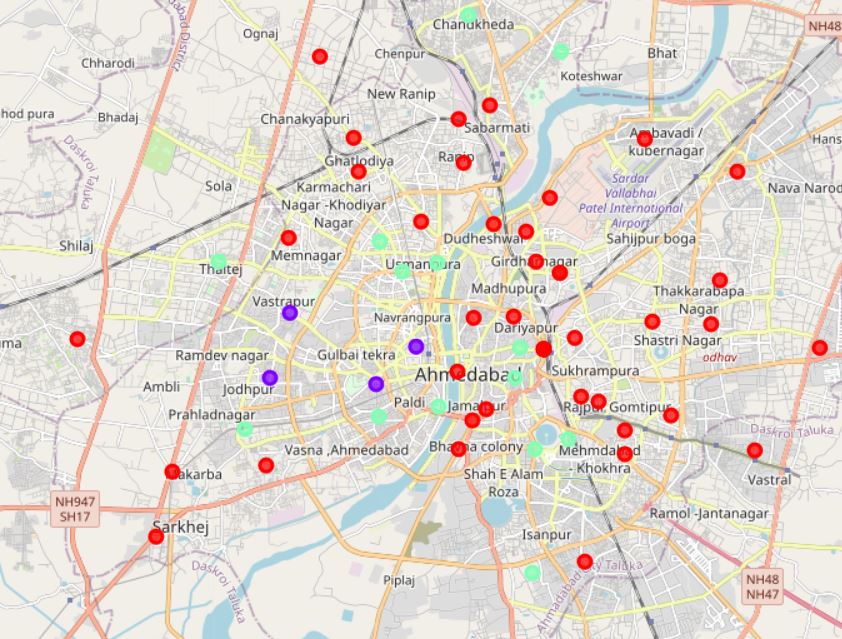 Chandkheda
NH48
Ognaj
Chenpur
Bhat
Chharodi
Koteshwar
New Ranip
hod pura
Bhadaj
Chanakyapuri
Sabarmati
Ambavadi /
kubernagar
Hans
Daskroi Taluka
Ghatlodiya
Ranip
Sola
Karmachari
Nagar -Khodiyar
Nagar
Sardar
Vallabhai
Patel International
Airport
Nava Narod
Shilaj
Dudheshwar
Sahijpur boga
Memnagar
Thaltej
Usmanpura
Girdharnagar
Madhupura
Thakkarabapa
Nagar
Vastrapur
Navrangpura
Dariyapur
uma
Shastri Nagar
Ramdev nagar
Gulbai tekra
odhav
Ambli
Jodhpur
Ahmedabad
Sukhrampura
Prahladnagar
Paldi
Jamalpur
Rajpur Gomtipur
Daskroi Taluka
Vasna ,Ahmedabad
colony
Mehmdabad
- Khokhra
Makarba
Shah E Alam
Roza
Vastral
NH947
SH17
Sarkhej
Ramol -Jantanagar
Isanpur
Daskroi Taluka
Piplaj
Ahmadabad City Taluka
NH48
NH47